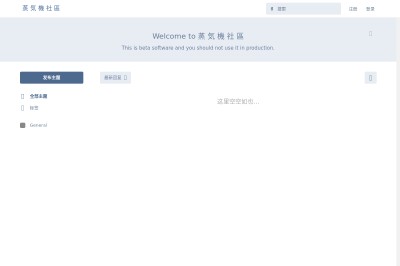 蒸気機社區
搜索
注册
登录
Welcome to 蒸気機社區
This is beta software and you should not use it in production.
发布主题
最新回复
全部主题
标签
General
这里空空如也...